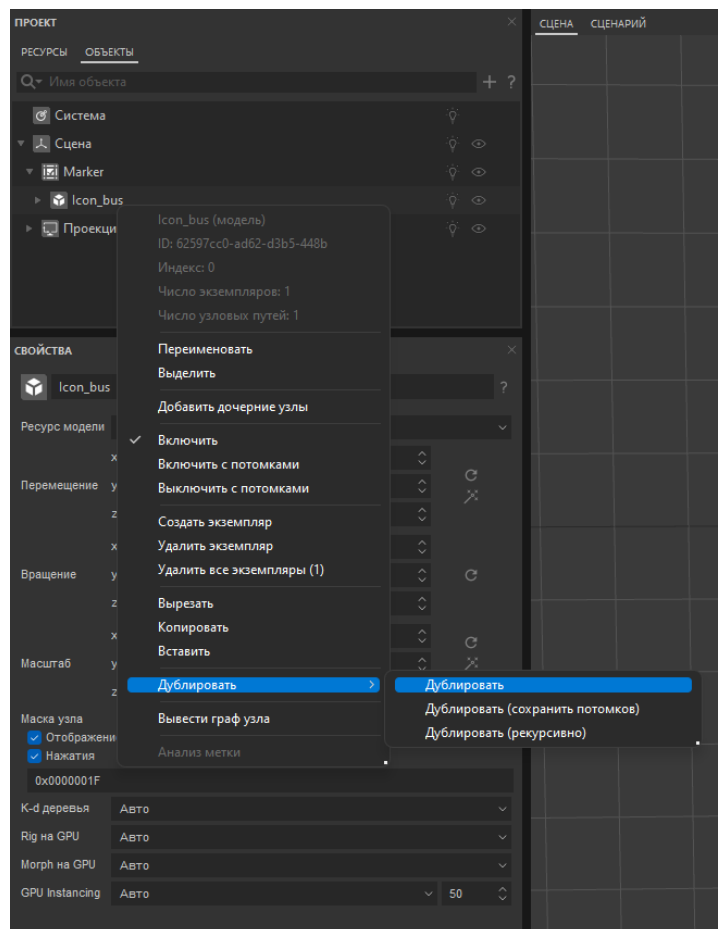 ПРОЕКТ
СЦЕНА СЦЕНАРИЙ
РЕСУРСЫ ОБЪЕКТЫ
Имя объекта
Система
Сцена
Marker
Icon_bus
Проекци
Icon_bus (модель)
ID: 62597cc0-ad62-d3b5-448b
Индекс: 0
Число экземпляров: 1
Число узловых путей: 1
Переименовать
Выделить
Добавить дочерние узлы
Включить
Включить с потомками
Выключить с потомками
Создать экземпляр
Удалить экземпляр
Удалить все экземпляры (1)
Вырезать
Копировать
Вставить
Дублировать
Вывести граф узла
Анализ метки
Дублировать
Дублировать (сохранить потомков)
Дублировать (рекурсивно)
СВОЙСТВА
Icon_bus
?
Ресурс модели
x
Перемещение y
z
x
Вращение y
z
x
Масштаб y
z
Маска узла
Отображени
Нажатия
0x0000001F
K-d деревья Авто
Rig на GPU Авто
Morph на GPU Авто
GPU Instancing Авто 50